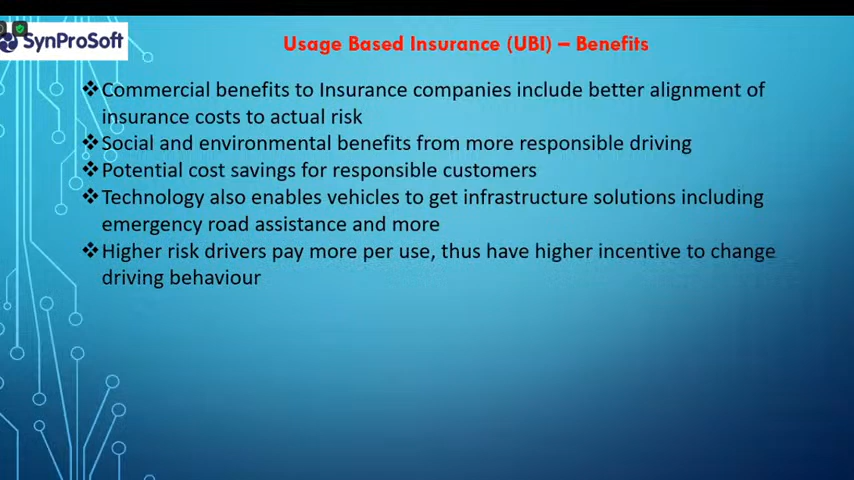 SynProSoft
Usage Based Insurance (UBI) – Benefits
❖Commercial benefits to Insurance companies include better alignment of
insurance costs to actual risk
❖Social and environmental benefits from more responsible driving
❖Potential cost savings for responsible customers
❖Technology also enables vehicles to get infrastructure solutions including
emergency road assistance and more
❖Higher risk drivers pay more per use, thus have higher incentive to change
driving behaviour